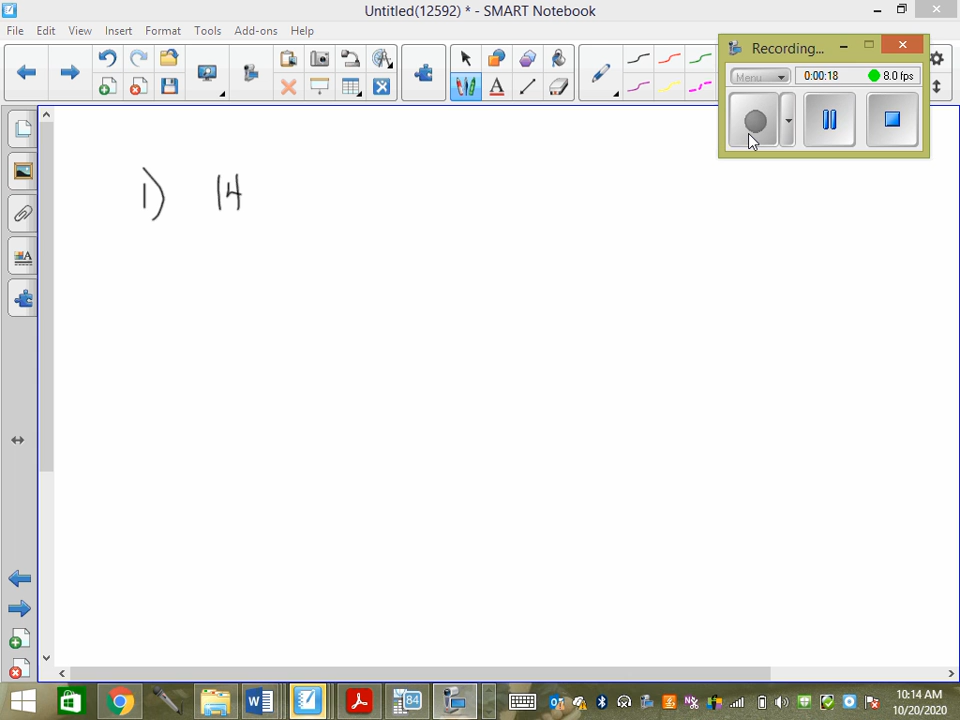 Untitled(12592) * - SMART Notebook
File Edit View Insert Format Tools Add-ons Help
Recording...
Menu 0:00:18 8.0 fps
1) 14
84
10:14 AM
10/20/2020